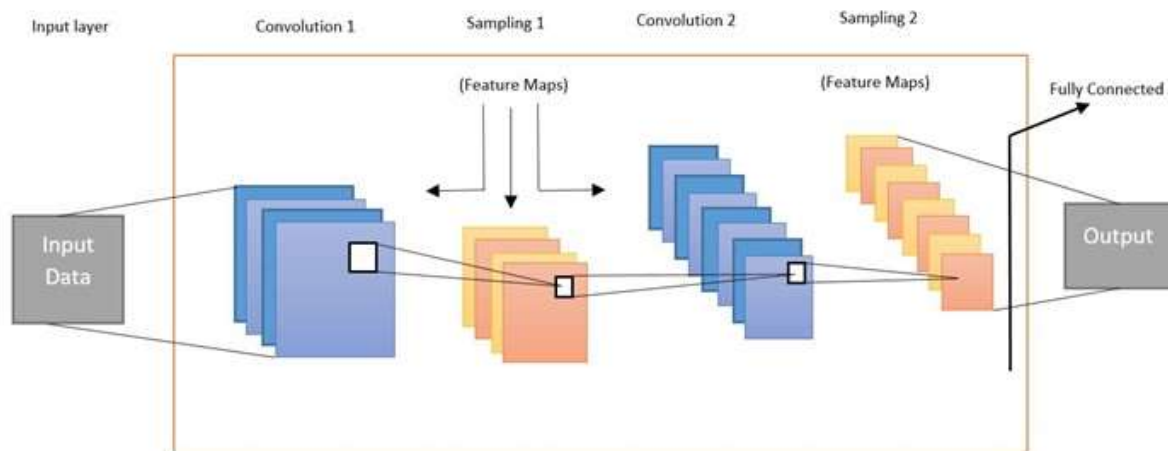 Input layer
Convolution 1
Sampling 1
Convolution 2
Sampling 2
(Feature Maps)
(Feature Maps)
Fully Connected
Input
Data
Output